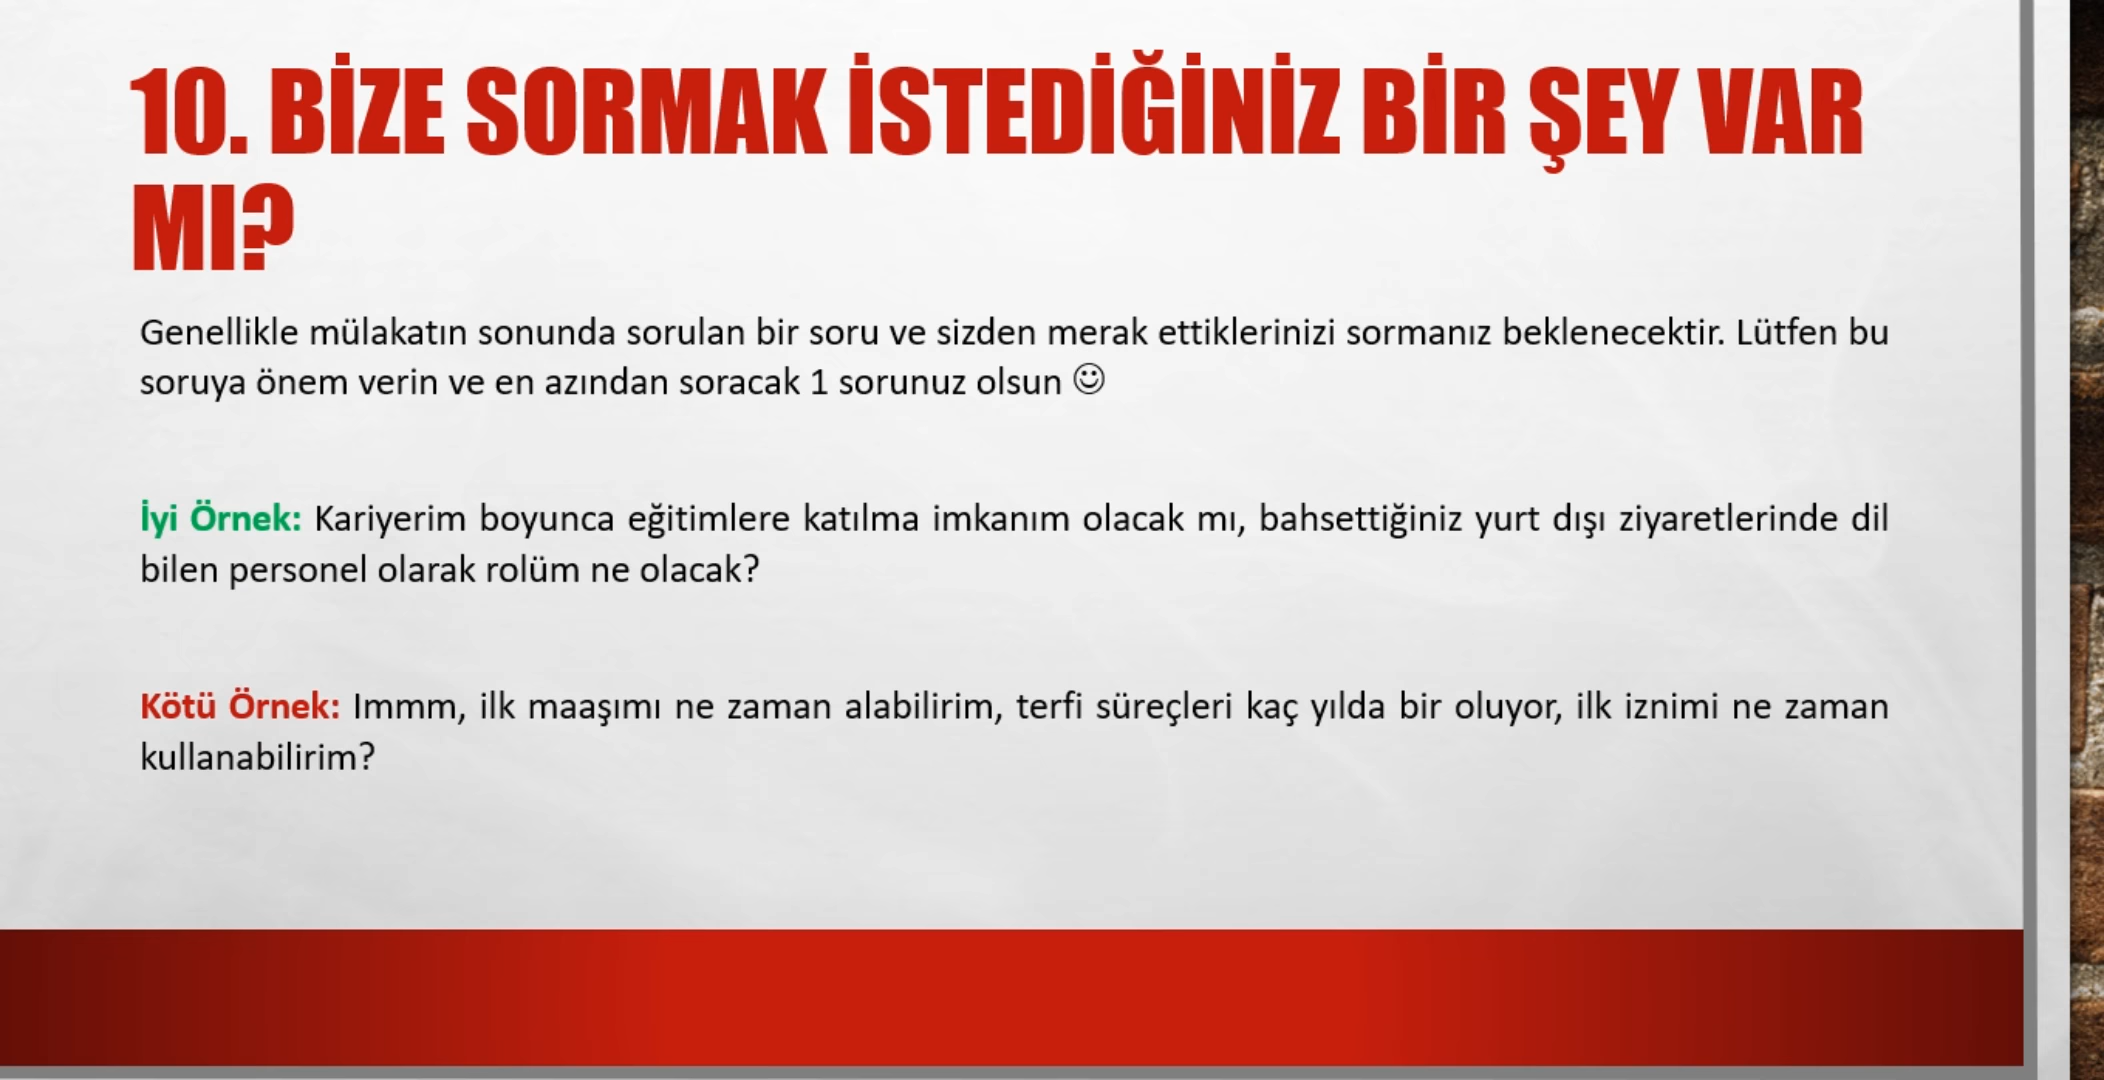 10. BİZE SORMAK İSTEDİĞİNİZ BİR ŞEY VAR
MI?
Genellikle mülakatın sonunda sorulan bir soru ve sizden merak ettiklerinizi sormanız beklenecektir. Lütfen bu
soruya önem verin ve en azından soracak 1 sorunuz olsun ☺
İyi Örnek: Kariyerim boyunca eğitimlere katılma imkanım olacak mı, bahsettiğiniz yurt dışı ziyaretlerinde dil
bilen personel olarak rolüm ne olacak?
Kötü Örnek: Immm, ilk maaşımı ne zaman alabilirim, terfi süreçleri kaç yılda bir oluyor, ilk iznimi ne zaman
kullanabilirim?